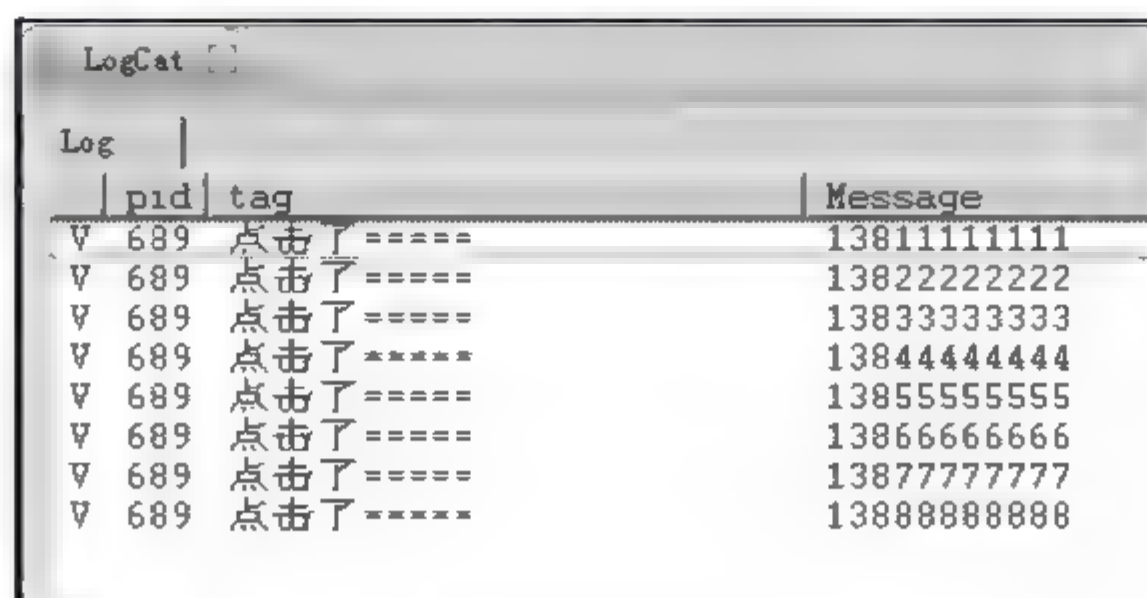 LogCat
Log
pid tag Message
V 689 点击了===== 13811111111
V 689 点击了===== 13822222222
V 689 点击了===== 13833333333
V 689 点击了===== 13844444444
V 689 点击了===== 13855555555
V 689 点击了===== 13866666666
V 689 点击了===== 13877777777
V 689 点击了===== 13888888888